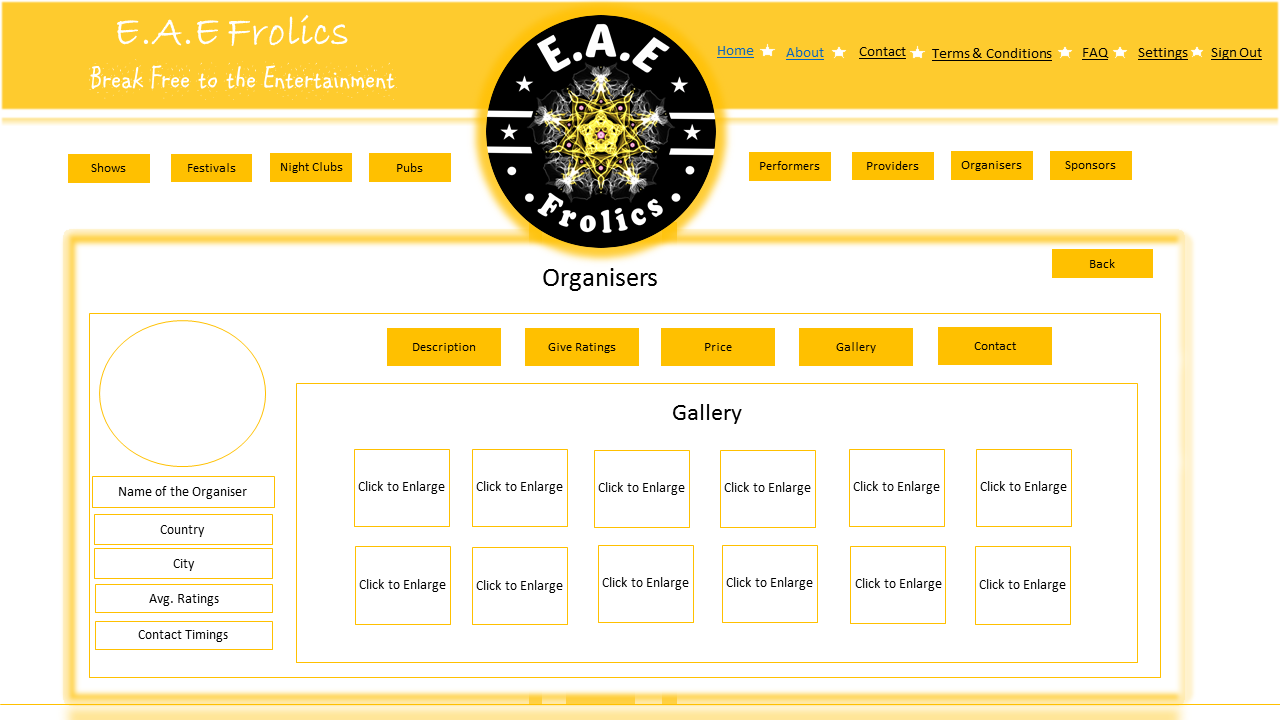 E.A.E Frolics
Break Free to the Entertainment
E.A.E
Frolics
Home
About
Contact
Terms & Conditions
FAQ
Settings
Sign Out
Shows
Festivals
Night Clubs
Pubs
Performers
Providers
Organisers
Sponsors
Back
Organisers
Description
Give Ratings
Price
Gallery
Contact
Name of the Organiser
Country
City
Avg. Ratings
Contact Timings
Gallery
Click to Enlarge
Click to Enlarge
Click to Enlarge
Click to Enlarge
Click to Enlarge
Click to Enlarge
Click to Enlarge
Click to Enlarge
Click to Enlarge
Click to Enlarge
Click to Enlarge
Click to Enlarge